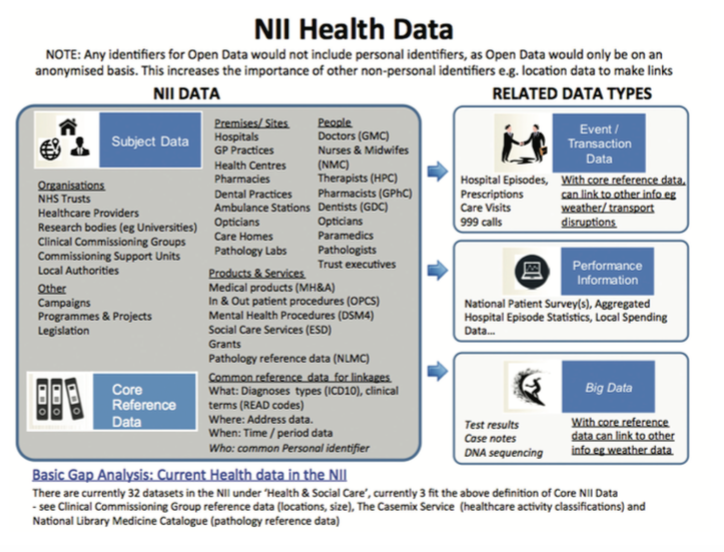 NII Health Data
NOTE: Any identifiers for Open Data would not include personal identifiers, as Open Data would only be on an
anonymised basis. This increases the importance of other non-personal identifiers e.g. location data to make links
NII DATA
Subject Data
Organisations
NHS Trusts
Healthcare Providers
Research bodies (eg Universities)
Clinical Commissioning Groups
Commissioning Support Units
Local Authorities
Other
Campaigns
Programmes & Projects
Legislation
Premises/ Sites
Hospitals
GP Practices
Health Centres
Pharmacies
Dental Practices
Ambulance Stations
Opticians
Care Homes
Pathology Labs
People
Doctors (GMC)
Nurses & Midwifes
(NMC)
Therapists (HPC)
Pharmacists (GPhC)
Dentists (GDC)
Opticians
Paramedics
Pathologists
Trust executives
Products & Services
Medical products (MH&A)
In & Out patient procedures (OPCS)
Mental Health Procedures (DSM4)
Social Care Services (ESD)
Grants
Pathology reference data (NLMC)
Core
Reference
Data
Common reference data for linkages
What: Diagnoses types (ICD10), clinical
terms (READ codes)
Where: Address data.
When: Time / period data
Who: common Personal identifier
RELATED DATA TYPES
Event /
Transaction
Data
Hospital Episodes,
Prescriptions
Care Visits
999 calls
With core reference data,
can link to other info eg
weather/ transport
disruptions
Performance
Information
National Patient Survey(s), Aggregated
Hospital Episode Statistics, Local Spending
Data...
Big Data
Test results
Case notes
DNA sequencing
With core reference
data can link to other
info eg weather data
Basic Gap Analysis: Current Health data in the NII
There are currently 32 datasets in the NII under 'Health & Social Care', currently 3 fit the above definition of Core NII Data
- see Clinical Commissioning Group reference data (locations, size), The Casemix Service (healthcare activity classifications) and
National Library Medicine Catalogue (pathology reference data)